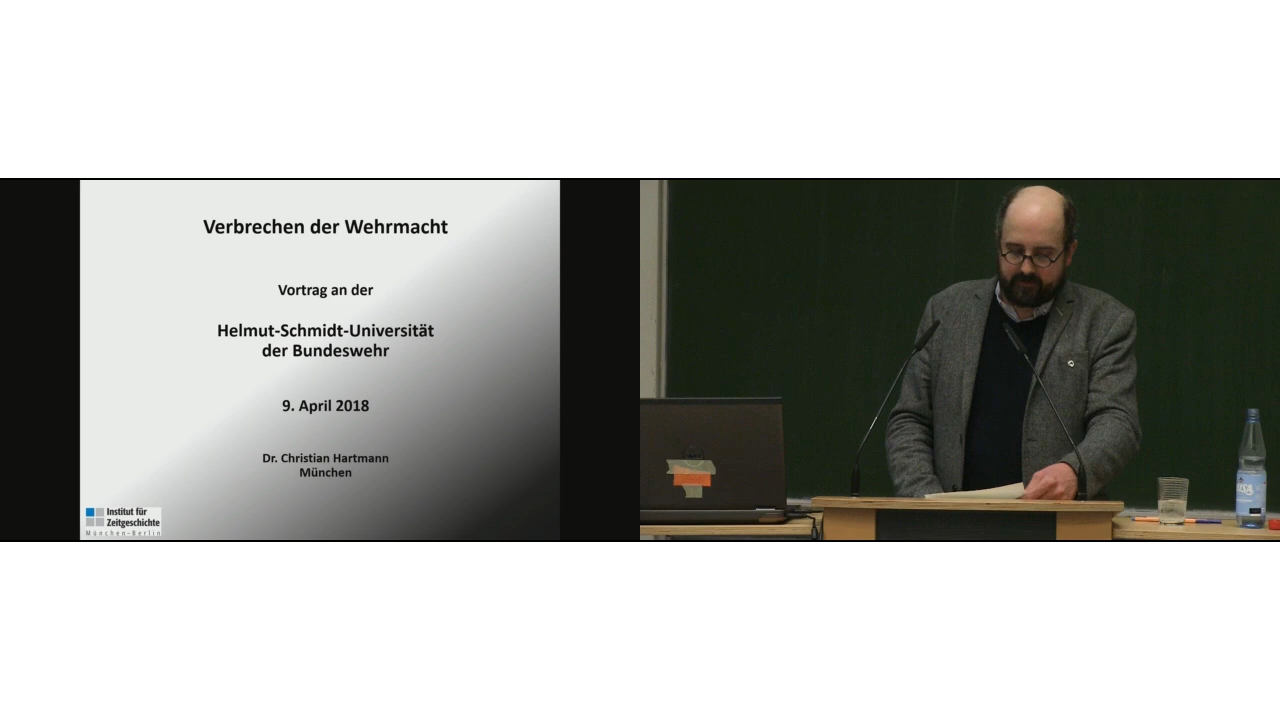 Verbrechen der Wehrmacht
Vortrag an der
Helmut-Schmidt-Universität
der Bundeswehr
9. April 2018
Dr. Christian Hartmann
München
Institut für
Zeitgeschichte
München-Berlin